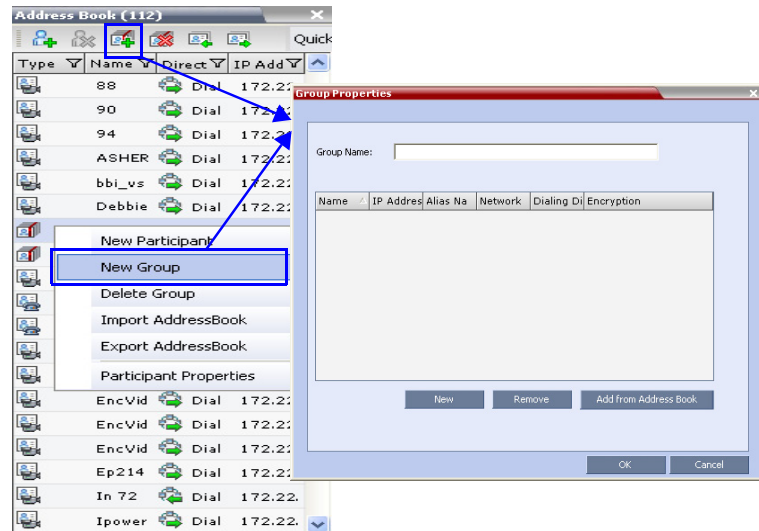 Address Book (112)
Quick
Type Name Direct IP Add
88 Dial 172.22
90 Dial 172.22
94 Dial 172.22
ASHER Dial 172.22
bbi_vs Dial 172.22
Debbie Dial 172.22
New Participant
New Group
Delete Group
Import AddressBook
Export AddressBook
Participant Properties
EncVid Dial 172.22
EncVid Dial 172.22
EncVid Dial 172.22
Ep214 Dial 172.22
In 72 Dial 172.22.
Ipower Dial 172.22.
Group Properties
Group Name:
Name IP Addres Alias Na Network Dialing Di Encryption
New Remove Add from Address Book
OK Cancel